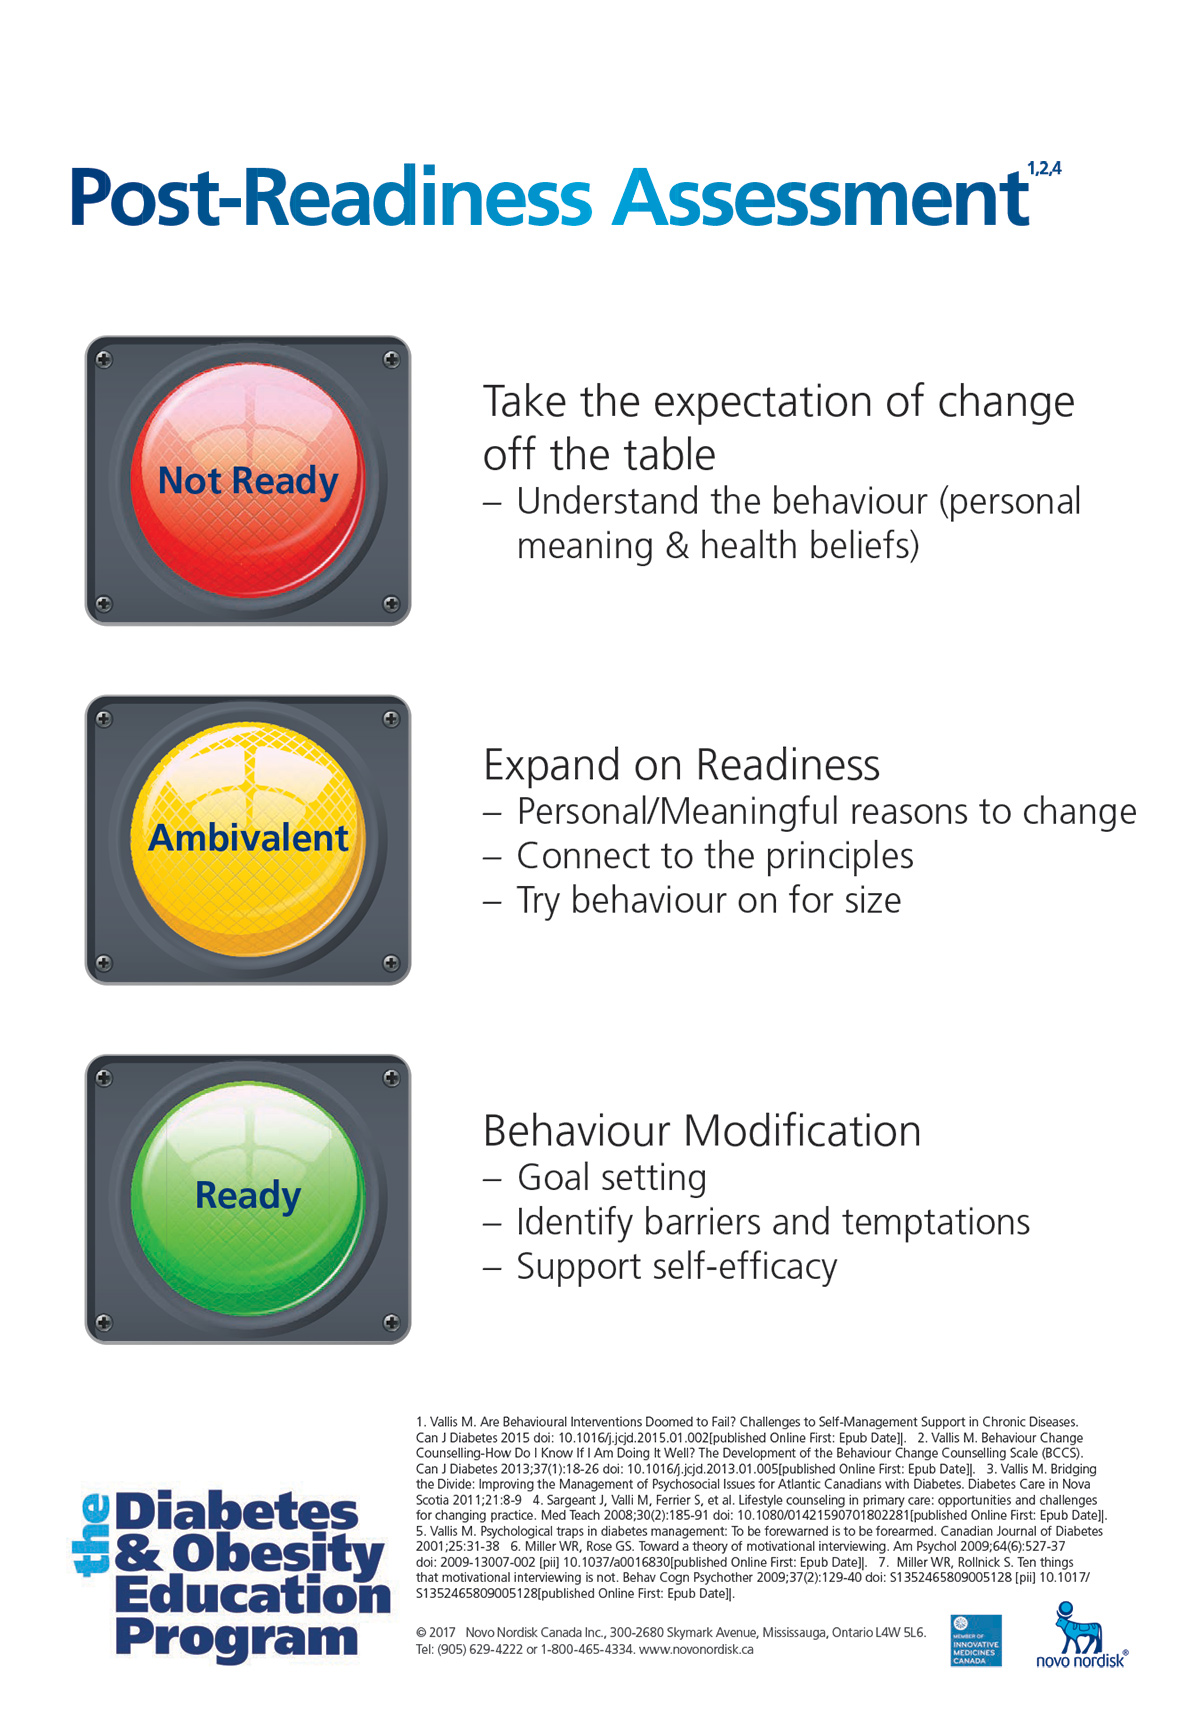 Post-Readiness Assessment1,2,4
Not Ready
Take the expectation of change
off the table
– Understand the behaviour (personal
meaning & health beliefs)
Ambivalent
Expand on Readiness
– Personal/Meaningful reasons to change
– Connect to the principles
– Try behaviour on for size
Ready
Behaviour Modification
– Goal setting
– Identify barriers and temptations
– Support self-efficacy
1. Vallis M. Are Behavioural Interventions Doomed to Fail? Challenges to Self-Management Support in Chronic Diseases.
Can J Diabetes 2015 doi: 10.1016/j.jcjd.2015.01.002[published Online First: Epub Date]|. 2. Vallis M. Behaviour Change
Counselling-How Do I Know If I Am Doing It Well? The Development of the Behaviour Change Counselling Scale (BCCS).
Can J Diabetes 2013;37(1):18-26 doi: 10.1016/j.jcjd.2013.01.005[published Online First: Epub Date]|. 3. Vallis M. Bridging
the Divide: Improving the Management of Psychosocial Issues for Atlantic Canadians with Diabetes. Diabetes Care in Nova
Scotia 2011;21:8-9 4. Sargeant J, Valli M, Ferrier S, et al. Lifestyle counseling in primary care: opportunities and challenges
for changing practice. Med Teach 2008;30(2):185-91 doi: 10.1080/01421590701802281[published Online First: Epub Date]|.
5. Vallis M. Psychological traps in diabetes management: To be forewarned is to be forearmed. Canadian Journal of Diabetes
2001;25:31-38 6. Miller WR, Rose GS. Toward a theory of motivational interviewing. Am Psychol 2009;64(6):527-37
doi: 2009-13007-002 [pii] 10.1037/a0016830[published Online First: Epub Date]|. 7. Miller WR, Rollnick S. Ten things
that motivational interviewing is not. Behav Cogn Psychother 2009;37(2):129-40 doi: S1352465809005128 [pii] 10.1017/
S1352465809005128[published Online First: Epub Date]|.
the Diabetes
& Obesity
Education
Program
© 2017 Novo Nordisk Canada Inc., 300-2680 Skymark Avenue, Mississauga, Ontario L4W 5L6.
Tel: (905) 629-4222 or 1-800-465-4334. www.novonordisk.ca
MEMBER OF
INNOVATIVE
MEDICINES
CANADA
novo nordisk®